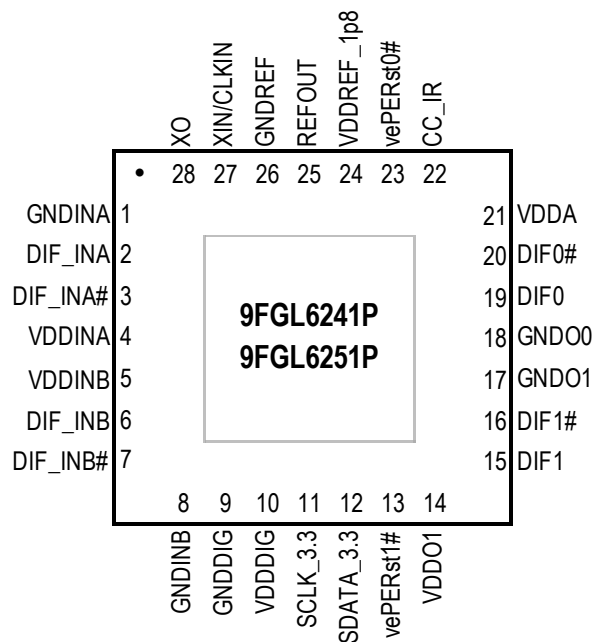 XO
XIN/CLKIN
GNDREF
REFOUT
VDDREF_1p8
vePERst0#
CC_IR
28 27 26 25 24 23 22
GNDINA 1
DIF_INA 2
DIF_INA# 3
VDDINA 4
VDDINB 5
DIF_INB 6
DIF_INB# 7
9FGL6241P
9FGL6251P
21 VDDA
20 DIF0#
19 DIF0
18 GNDO0
17 GNDO1
16 DIF1#
15 DIF1
8 9 10 11 12 13 14
GNDINB
GNDDIG
VDDDIG
SCLK_3.3
SDATA_3.3
vePERst1#
VDDO1